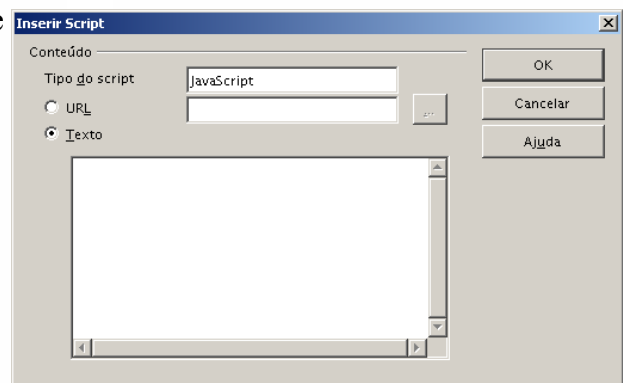 e
Inserir Script
Conteúdo
Tipo do script
JavaScript
OK
URL
...
Cancelar
Texto
Ajuda